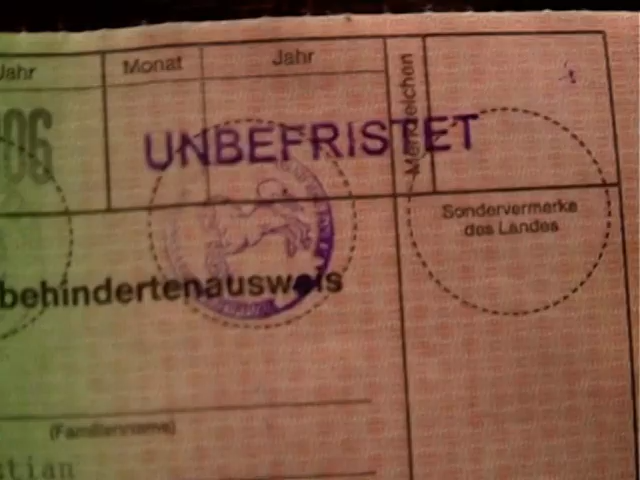 Jahr Monat Jahr Merkzeichen
06 UNBEFRISTET
Sondervermerke
des Landes
behindertenausweis
(Familienname)
stian